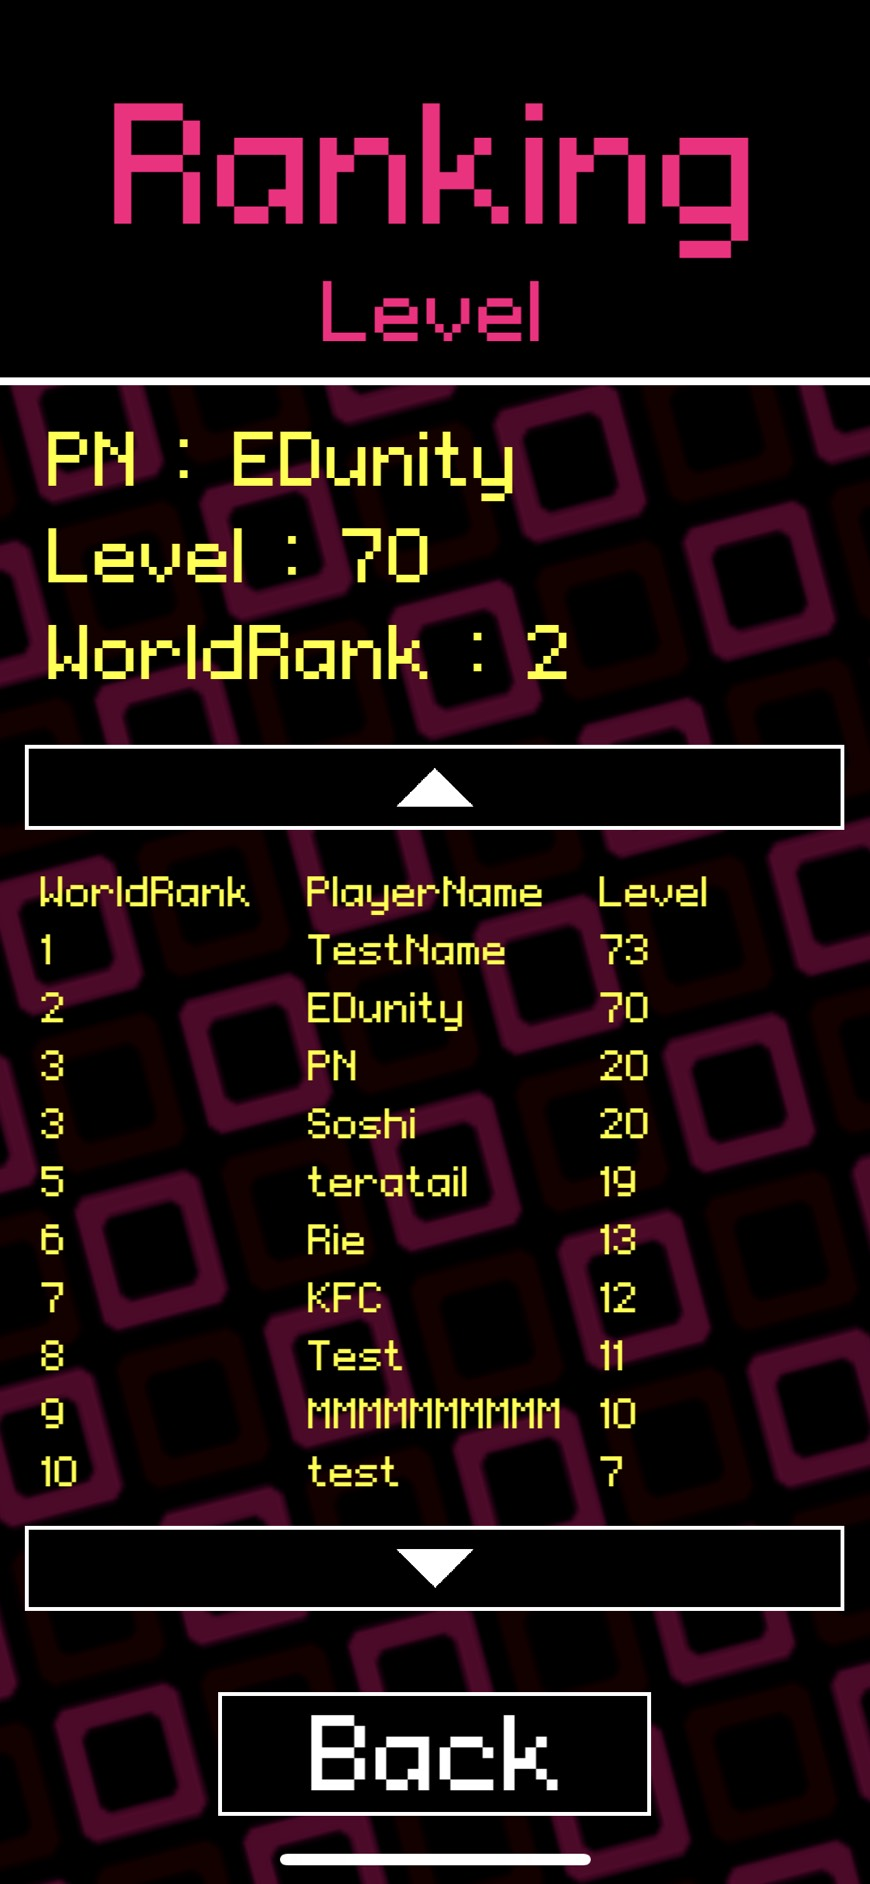 Ranking
Level
PN : EDunity
Level : 70
WorldRank : 2
WorldRank PlayerName Level
1 TestName 73
2 EDunity 70
3 PN 20
3 Soshi 20
5 teratail 19
6 Rie 13
7 KFC 12
8 Test 11
9 MMMMMMMMMM 10
10 test 7
Back